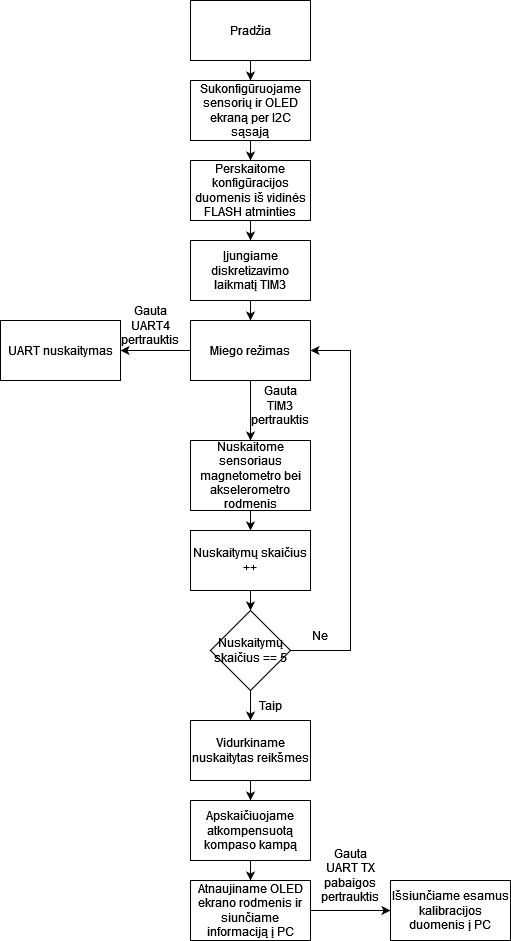 Pradžia
Sukonfigūruojame
sensorių ir OLED
ekraną per I2C
sąsają
Perskaitome
konfigūracijos
duomenis iš vidinės
FLASH atminties
Įjungiame
diskretizavimo
laikmatį TIM3
Gauta
UART4
pertrauktis
UART nuskaitymas
Miego režimas
Gauta
TIM3
pertrauktis
Nuskaitome
sensoriaus
magnetometro bei
akselerometro
rodmenis
Nuskaitymų skaičius
++
Nuskaitymų
skaičius == 5
Ne
Taip
Vidurkiname
nuskaitytas reikšmes
Apskaičiuojame
atkompensuotą
kompaso kampą
Gauta
UART TX
pabaigos
pertrauktis
Atnaujiname OLED
ekrano rodmenis ir
siunčiame
informaciją į PC
Išsiunčiame esamus
kalibracijos
duomenis į PC